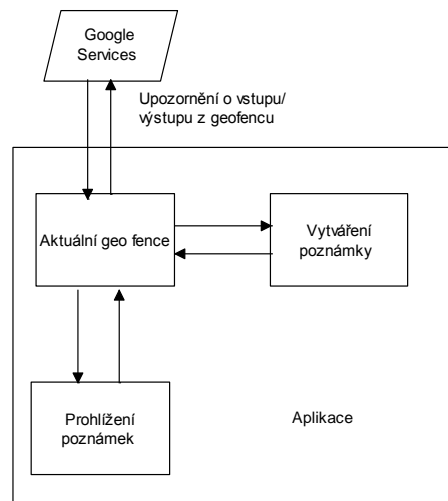 Google
Services
Upozornění o vstupu/
výstupu z geofencu
Aktuální geo fence
Vytváření
poznámky
Prohlížení
poznámek
Aplikace